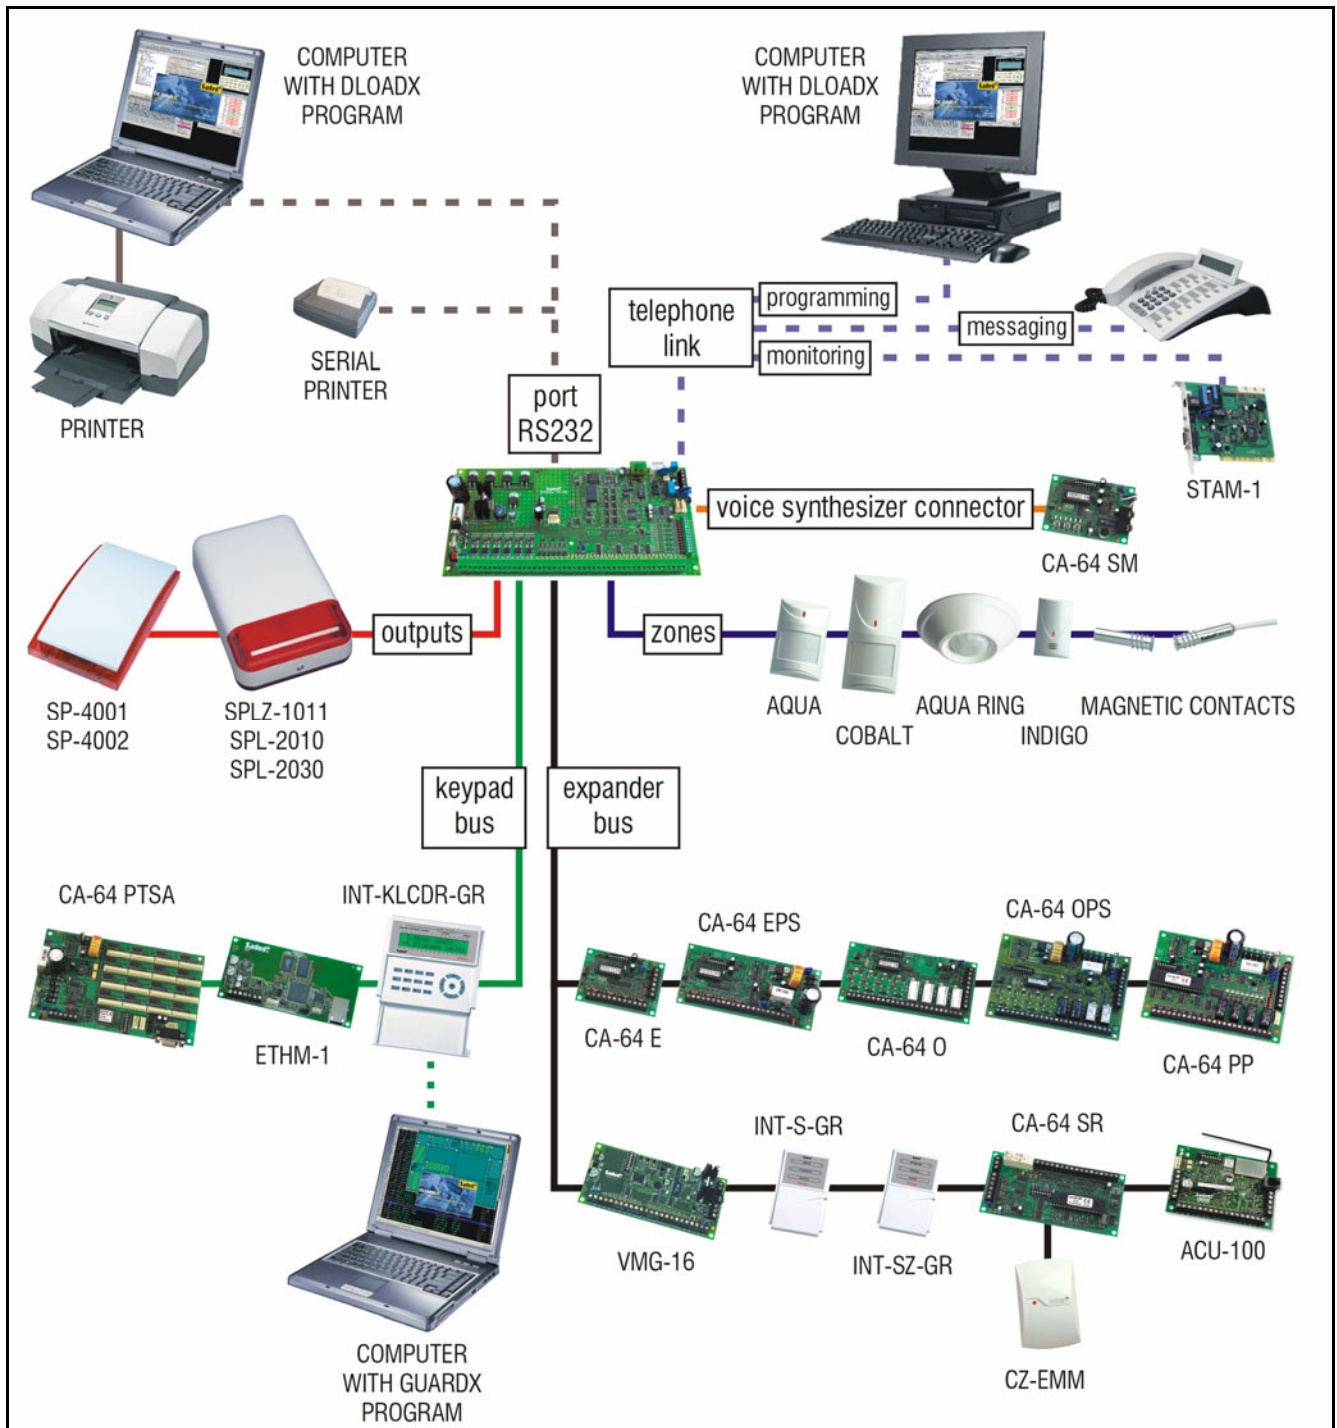 COMPUTER
WITH DLOADX
PROGRAM
COMPUTER
WITH DLOADX
PROGRAM
telephone
link
programming
messaging
monitoring
SERIAL
PRINTER
PRINTER
port
RS232
STAM-1
voice synthesizer connector
CA-64 SM
outputs
zones
SP-4001
SP-4002
SPLZ-1011
SPL-2010
SPL-2030
AQUA
COBALT
AQUA RING
INDIGO
MAGNETIC CONTACTS
keypad
bus
expander
bus
CA-64 PTSA
INT-KLCDR-GR
ETHM-1
CA-64 EPS
CA-64 OPS
CA-64 E
CA-64 O
CA-64 PP
INT-S-GR
CA-64 SR
VMG-16
INT-SZ-GR
ACU-100
CZ-EMM
COMPUTER
WITH GUARDX
PROGRAM